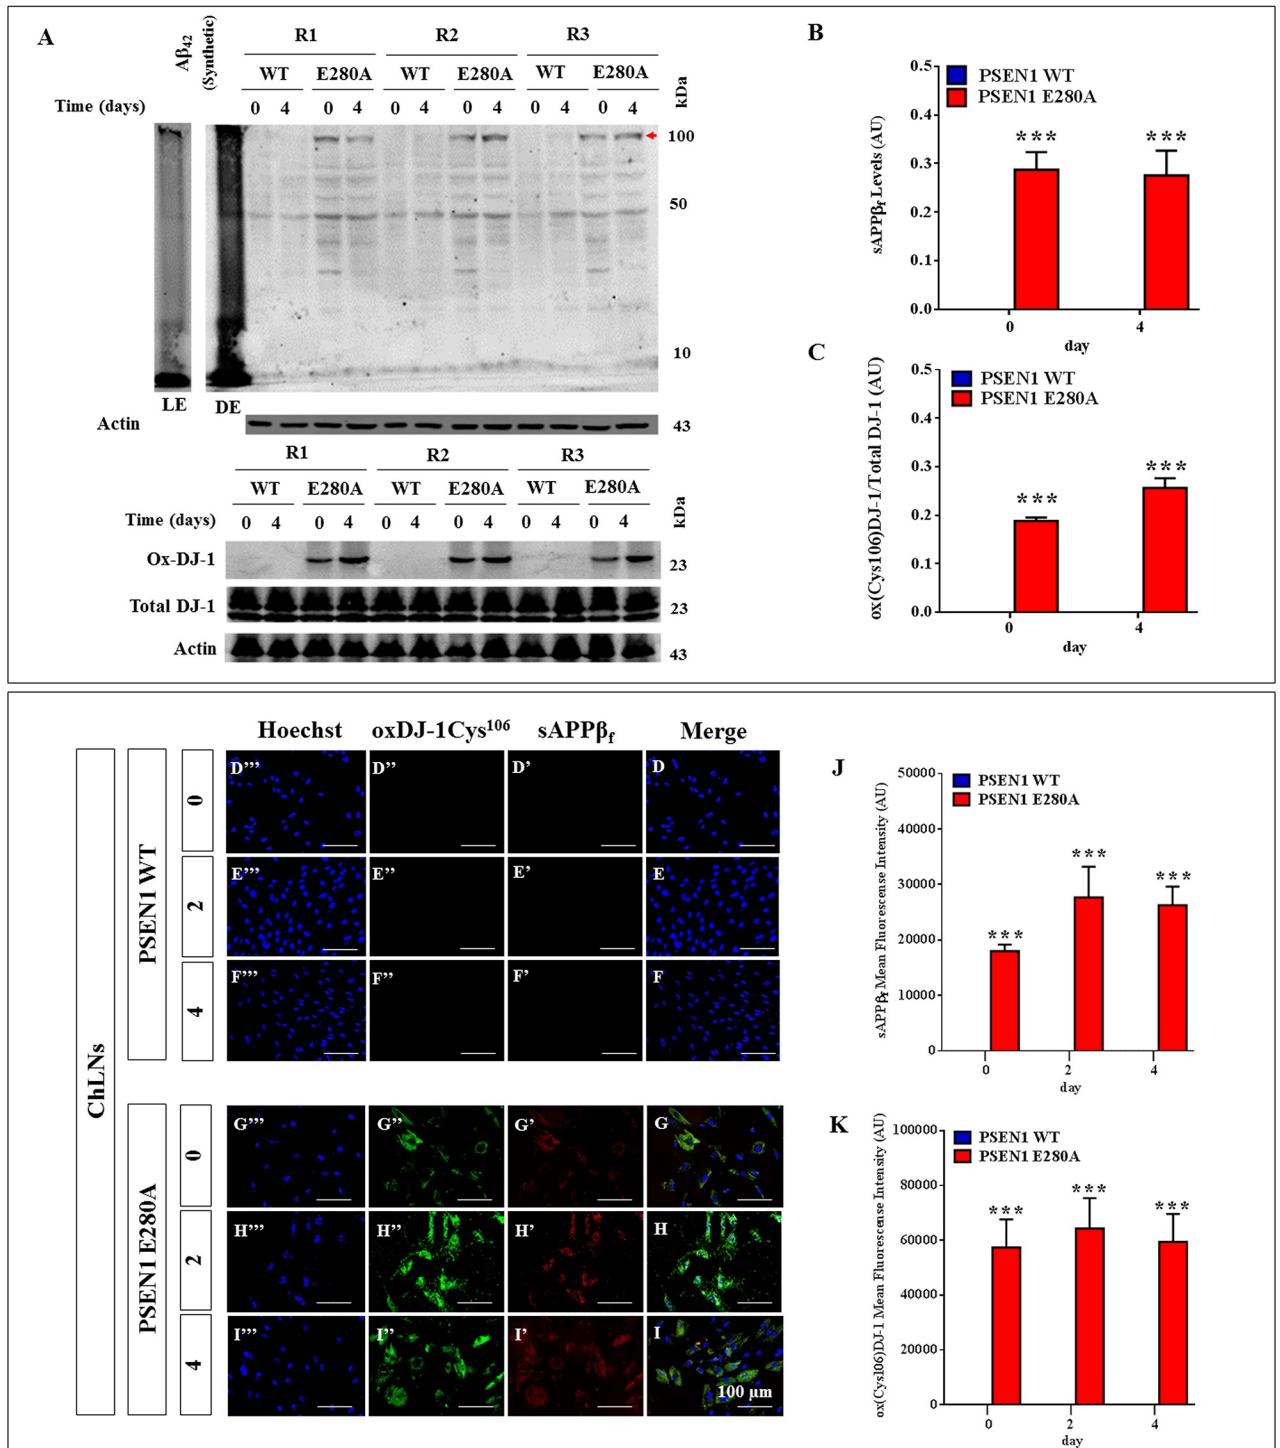 A
Aβ42
(Synthetic)
R1 R2 R3
WT E280A WT E280A WT E280A
kDa
Time (days) 0 4 0 4 0 4 0 4 0 4 0 4
100
50
10
LE DE
Actin 43
R1 R2 R3
WT E280A WT E280A WT E280A
kDa
Time (days) 0 4 0 4 0 4 0 4 0 4 0 4
Ox-DJ-1 23
Total DJ-1 23
Actin 43
B
PSEN1 WT
PSEN1 E280A
sAPPβf Levels (AU)
0.5
0.4
0.3
0.2
0.1
0.0
*** ***
0 4
day
C
PSEN1 WT
PSEN1 E280A
ox(Cys106)DJ-1/Total DJ-1 (AU)
0.5
0.4
0.3
0.2
0.1
0.0
*** ***
0 4
day
Hoechst oxDJ-1Cys106 sAPPβf Merge
ChLNs
PSEN1 WT
0 D’’’ D’’ D’ D
2 E’’’ E’’ E’ E
4 F’’’ F’’ F’ F
PSEN1 E280A
0 G’’’ G’’ G’ G
2 H’’’ H’’ H’ H
4 I’’’ I’’ I’ I
100 µm
J
PSEN1 WT
PSEN1 E280A
sAPPβf Mean Fluorescense Intensity (AU)
50000
40000
30000
20000
10000
0
*** *** ***
0 2 4
day
K
PSEN1 WT
PSEN1 E280A
ox(Cys106)DJ-1 Mean Fluorescense Intensity (AU)
100000
80000
60000
40000
20000
0
*** *** ***
0 2 4
day